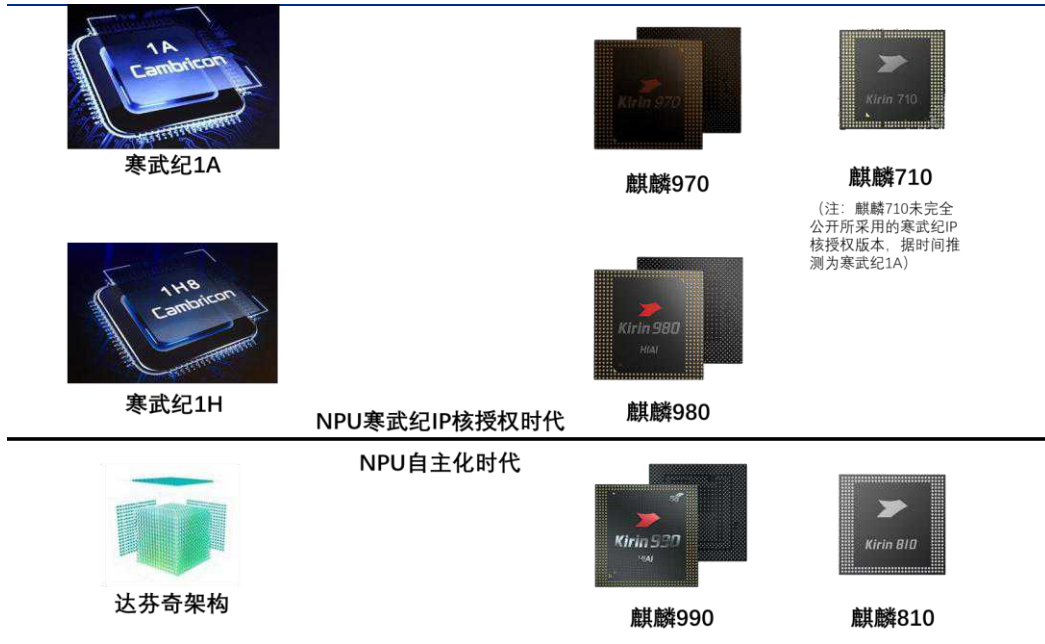 1A
Cambricon
寒武纪1A
Kirin 970
麒麟970
Kirin 710
麒麟710
（注：麒麟710未完全
公开所采用的寒武纪IP
核授权版本，据时间推
测为寒武纪1A）
1H8
Cambricon
寒武纪1H
Kirin 980
HiAI
麒麟980
NPU寒武纪IP核授权时代
NPU自主化时代
达芬奇架构
Kirin 990
HiAI
麒麟990
Kirin 810
麒麟810